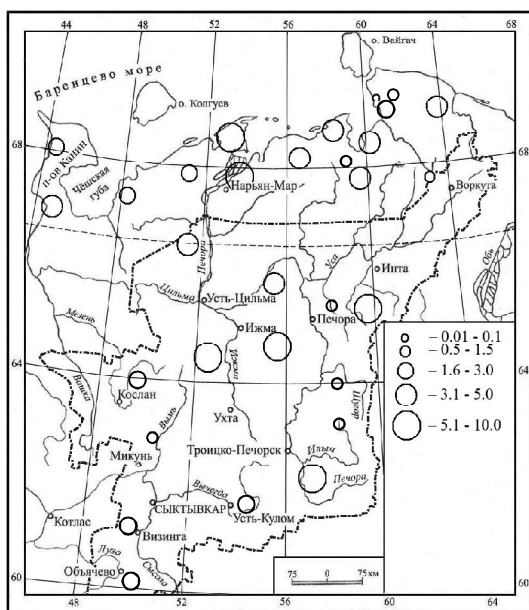 44 48 52 56 60 64
о. Вайгач
Баренцево море
о. Колгуев
68
68
п-ов Канин
Чёшская
губа
Нарьян-Мар
Воркута
Печора
Уса
Обь
Инта
Цильма
Усть-Цильма
Мезень
Ижма
Печора
Ижма
– 0.01 - 0.1
– 0.5 - 1.5
– 1.6 - 3.0
– 3.1 - 5.0
– 5.1 - 10.0
64
64
Вашка
Кослан
Щугор
Вымь
Ухта
Микунь
Троицко-Печорск
Илыч
Печора
Вычегда
СЫКТЫВКАР
Усть-Кулом
Котлас
Визинга
Луза
Объячево
Сысола
60
60
75 0 75 км
48 52 56 60